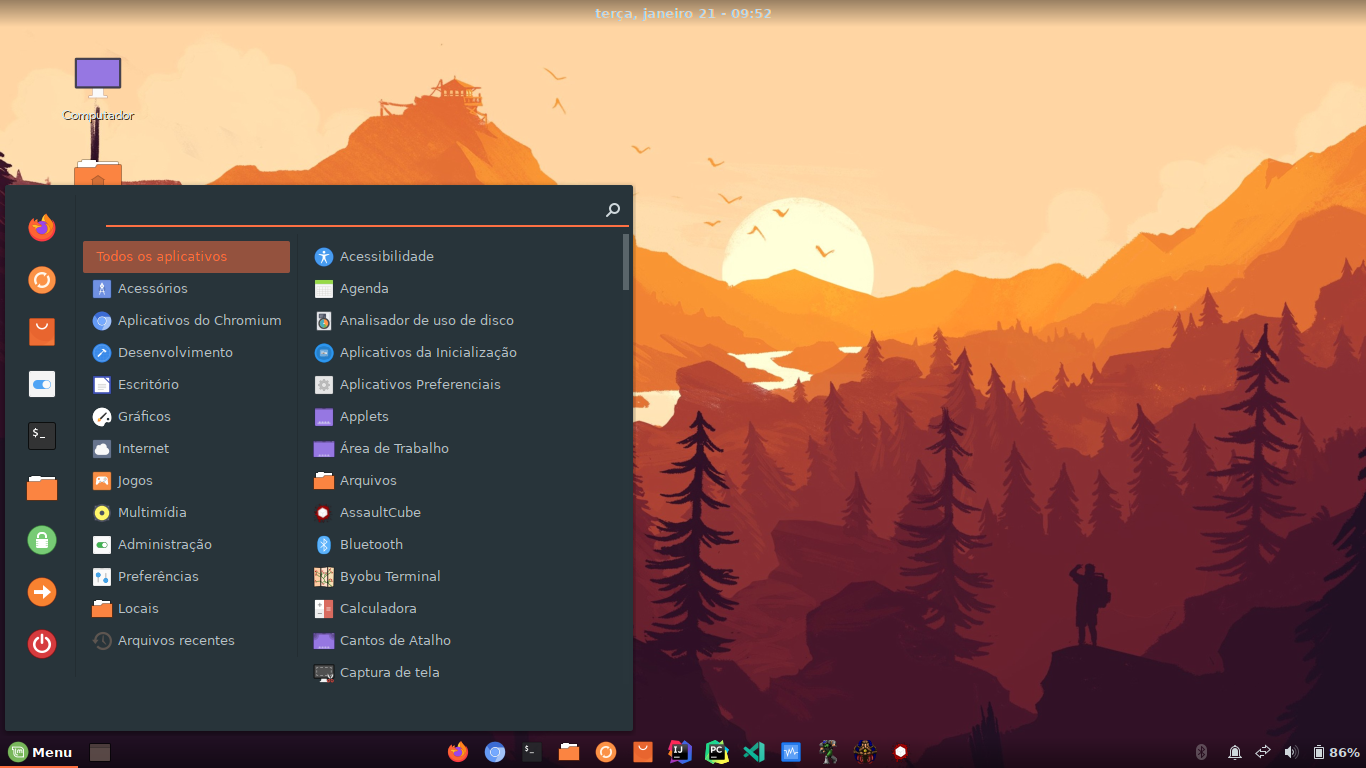 terça, janeiro 21 - 09:52
Computador
Todos os aplicativos
Acessórios
Aplicativos do Chromium
Desenvolvimento
Escritório
Gráficos
Internet
Jogos
Multimídia
Administração
Preferências
Locais
Arquivos recentes
Acessibilidade
Agenda
Analisador de uso de disco
Aplicativos da Inicialização
Aplicativos Preferenciais
Applets
Área de Trabalho
Arquivos
AssaultCube
Bluetooth
Byobu Terminal
Calculadora
Cantos de Atalho
Captura de tela
$_
Menu
$_
IJ
PC
86%